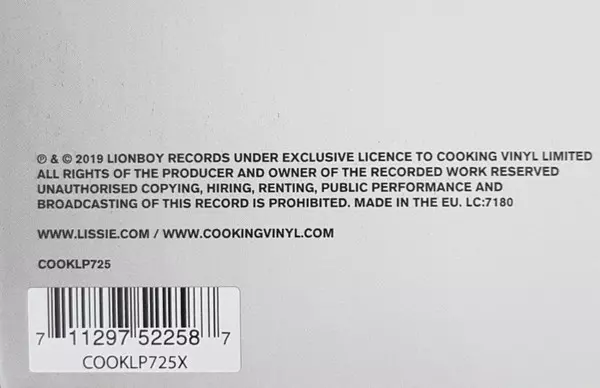 ℗ & © 2019 LIONBOY RECORDS UNDER EXCLUSIVE LICENCE TO COOKING VINYL LIMITED
ALL RIGHTS OF THE PRODUCER AND OWNER OF THE RECORDED WORK RESERVED
UNAUTHORISED COPYING, HIRING, RENTING, PUBLIC PERFORMANCE AND
BROADCASTING OF THIS RECORD IS PROHIBITED. MADE IN THE EU. LC:7180
WWW.LISSIE.COM / WWW.COOKINGVINYL.COM
COOKLP725
7 11297 52258 7
COOKLP725X